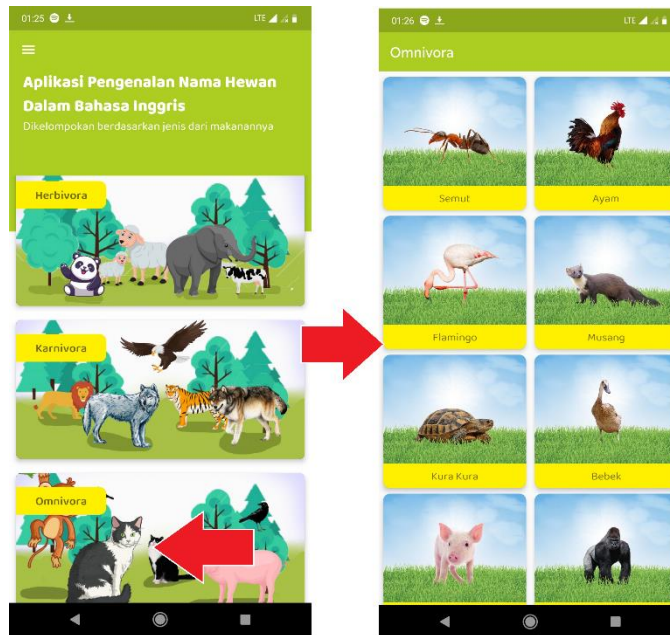 01:25
LTE
Aplikasi Pengenalan Nama Hewan
Dalam Bahasa Inggris
Dikelompokan berdasarkan jenis dari makanannya
Herbivora
Karnivora
Omnivora
01:26
LTE
Omnivora
Semut
Ayam
Flamingo
Musang
Kura Kura
Bebek